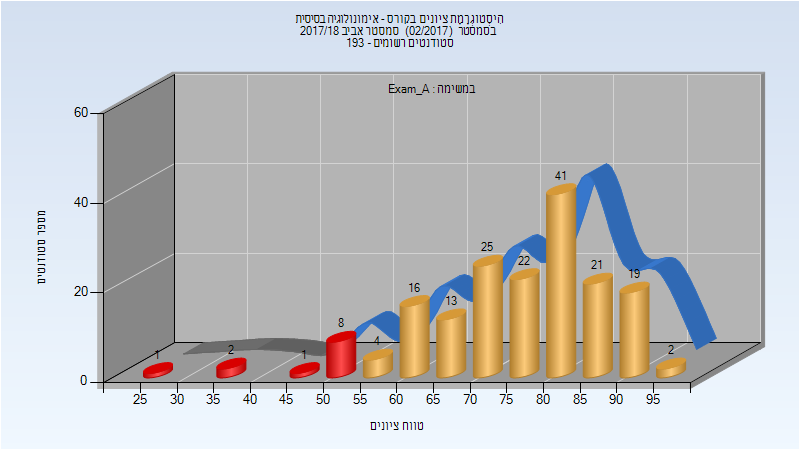 היסטוגרמת ציונים בקורס - אימונולוגיה בסיסית
בסמסטר (02/2017) סמסטר אביב 2017/18
סטודנטים רשומים - 193
במשימה : Exam_A
מספר סטודנטים
60
40
20
0
1
2
1
8
4
16
13
25
22
41
21
19
2
25 30 35 40 45 50 55 60 65 70 75 80 85 90 95
טווח ציונים